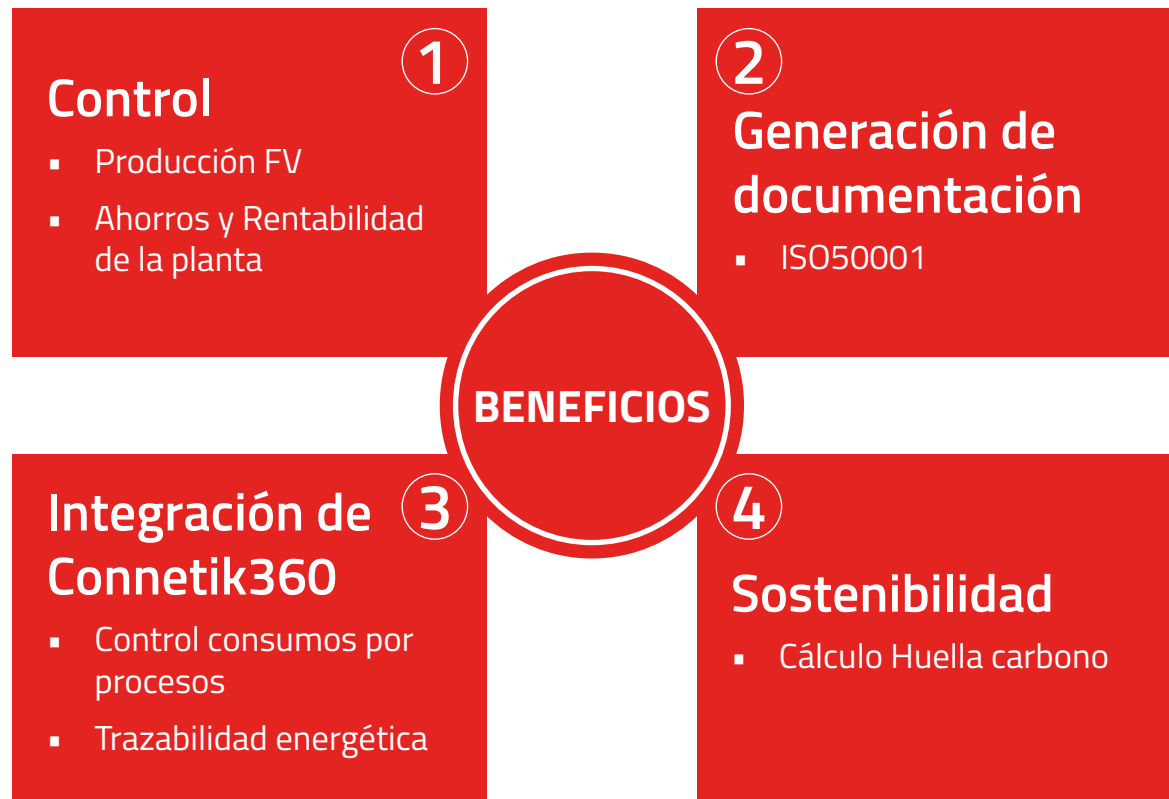 1
Control
▪ Producción FV
▪ Ahorros y Rentabilidad
de la planta
2
Generación de
documentación
▪ ISO50001
BENEFICIOS
3
Integración de
Connetik360
▪ Control consumos por
procesos
▪ Trazabilidad energética
4
Sostenibilidad
▪ Cálculo Huella carbono